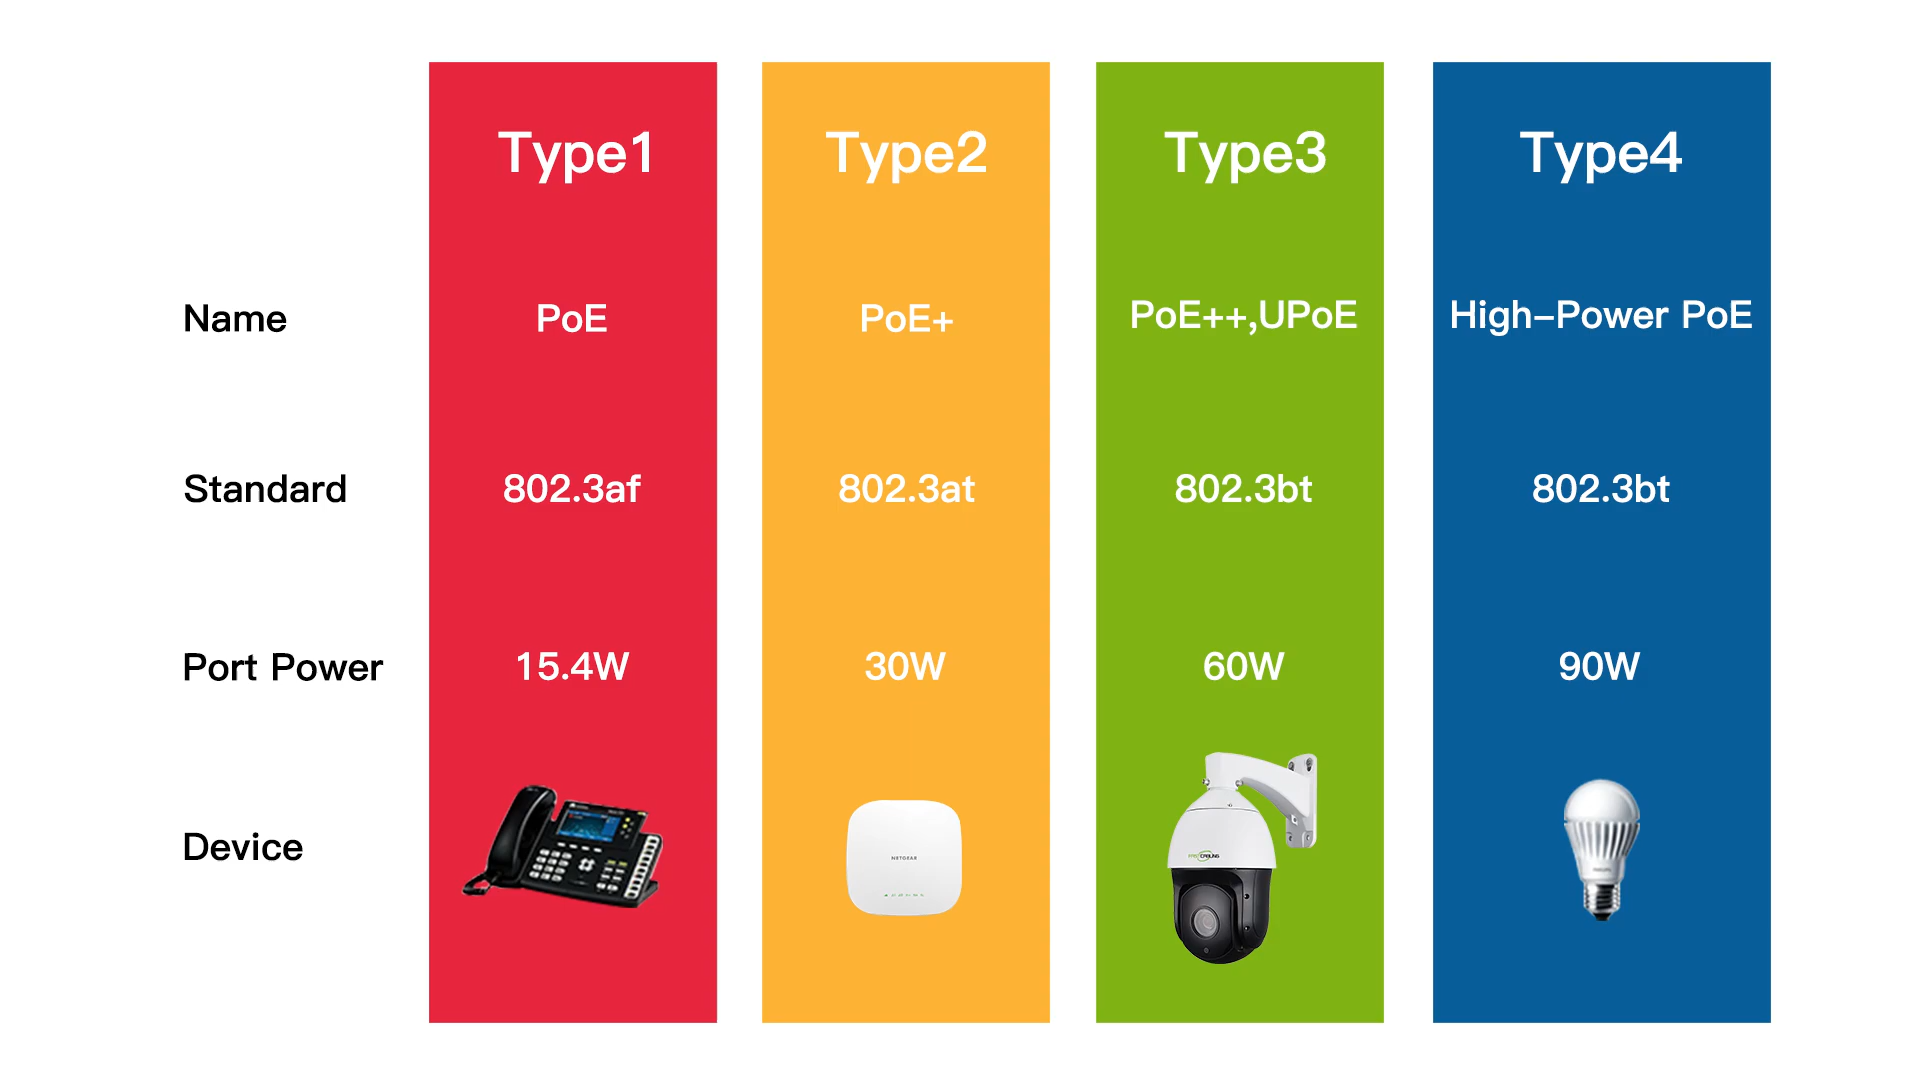 Type1 Type2 Type3 Type4
Name PoE PoE+ PoE++,UPoE High-Power PoE
Standard 802.3af 802.3at 802.3bt 802.3bt
Port Power 15.4W 30W 60W 90W
Device
NETGEAR